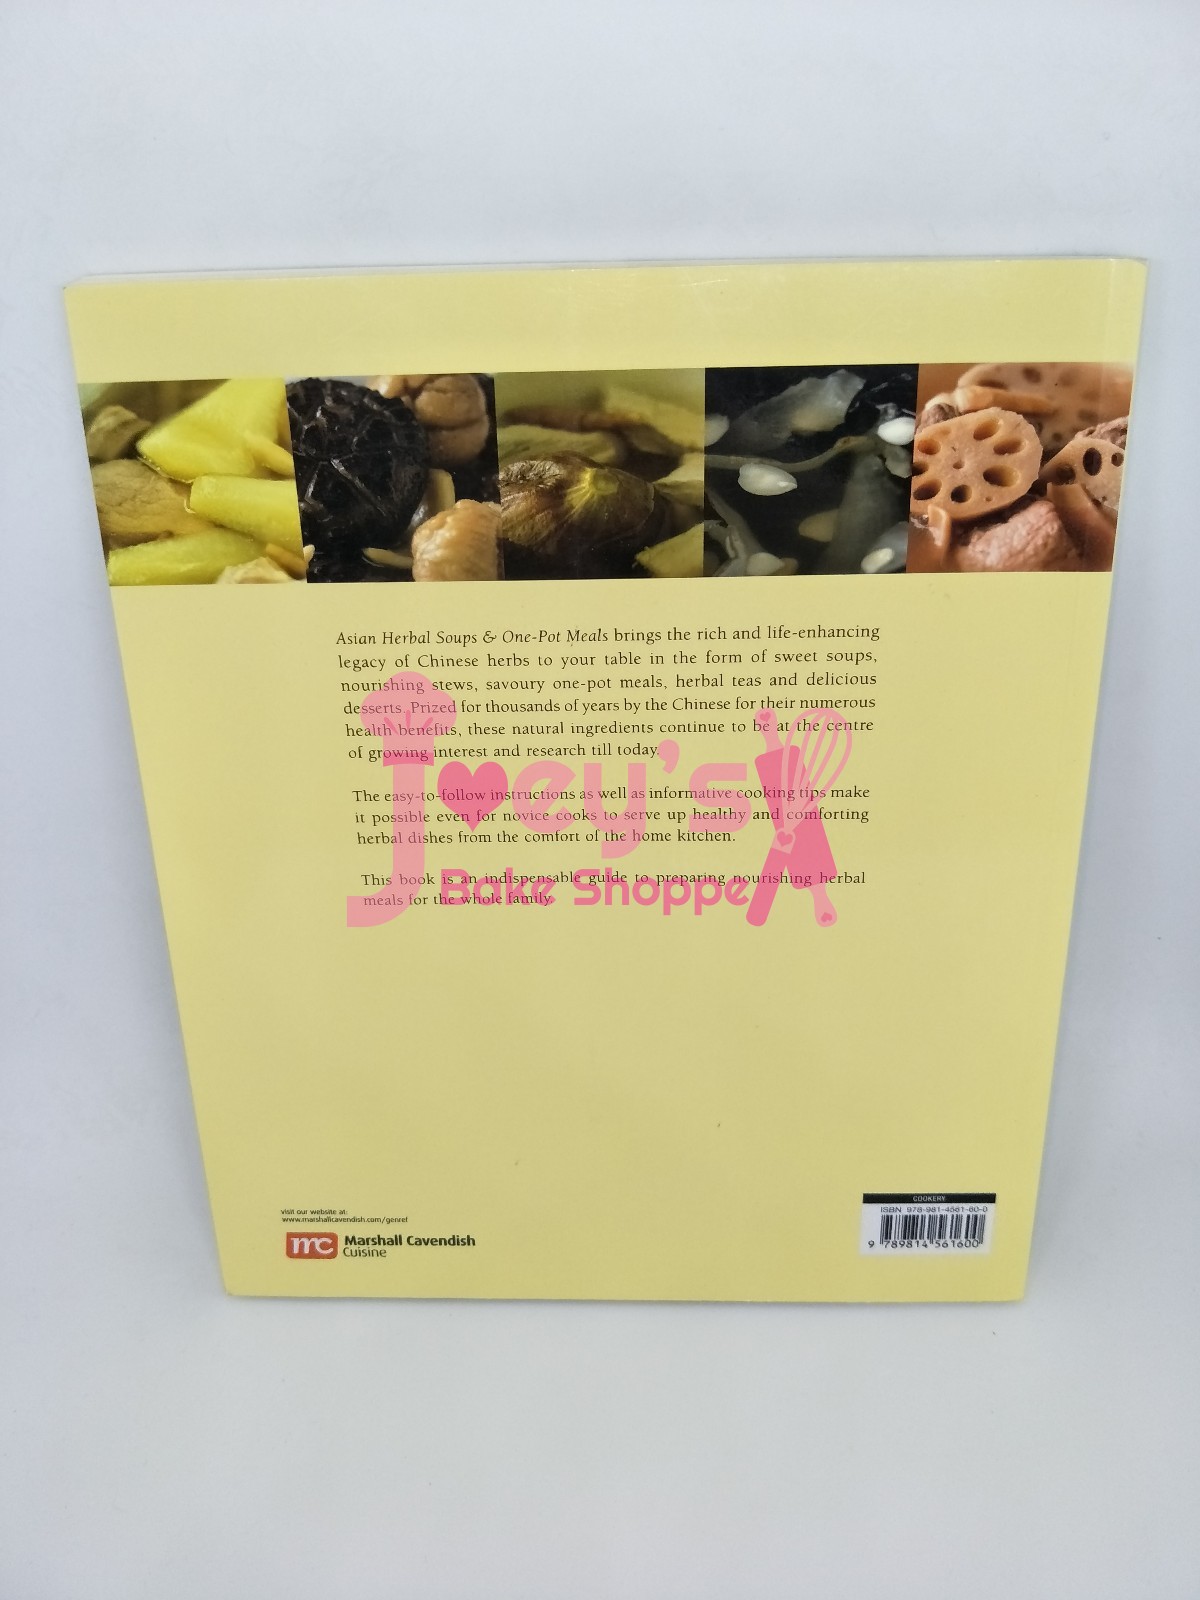 Asian Herbal Soups & One-Pot Meals brings the rich and life-enhancing
legacy of Chinese herbs to your table in the form of sweet soups,
nourishing stews, savoury one-pot meals, herbal teas and delicious
desserts. Prized for thousands of years by the Chinese for their numerous
health benefits, these natural ingredients continue to be at the centre
of growing interest and research till today.
The easy-to-follow instructions as well as informative cooking tips make
it possible even for novice cooks to serve up healthy and comforting
herbal dishes from the comfort of the home kitchen.
This book is an indispensable guide to preparing nourishing herbal
meals for the whole family.
Joey's
Bake Shoppe
visit our website at:
www.marshallcavendish.com/genref
mc Marshall Cavendish
Cuisine
COOKERY
ISBN 978-981-4561-60-0
9 789814 561600